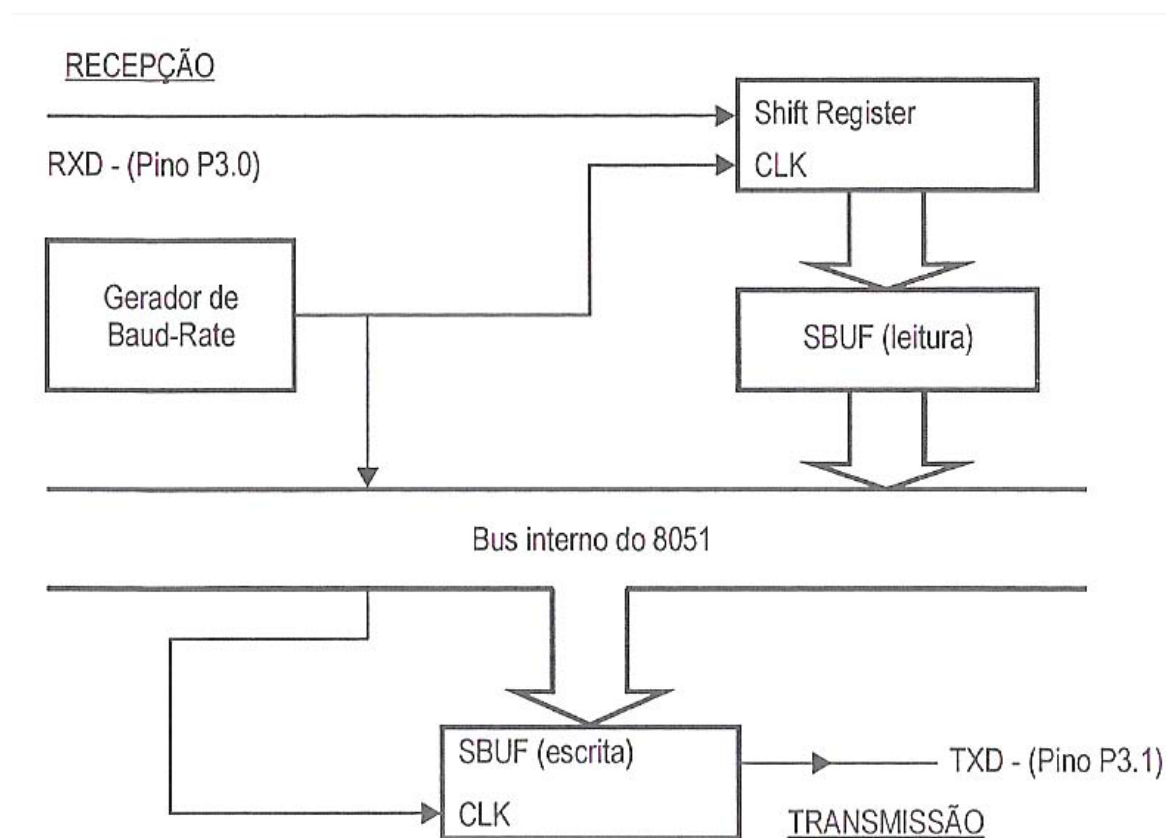 RECEPÇÃO
Shift Register
RXD - (Pino P3.0)
CLK
Gerador de
Baud-Rate
SBUF (leitura)
Bus interno do 8051
SBUF (escrita)
TXD - (Pino P3.1)
CLK
TRANSMISSÃO